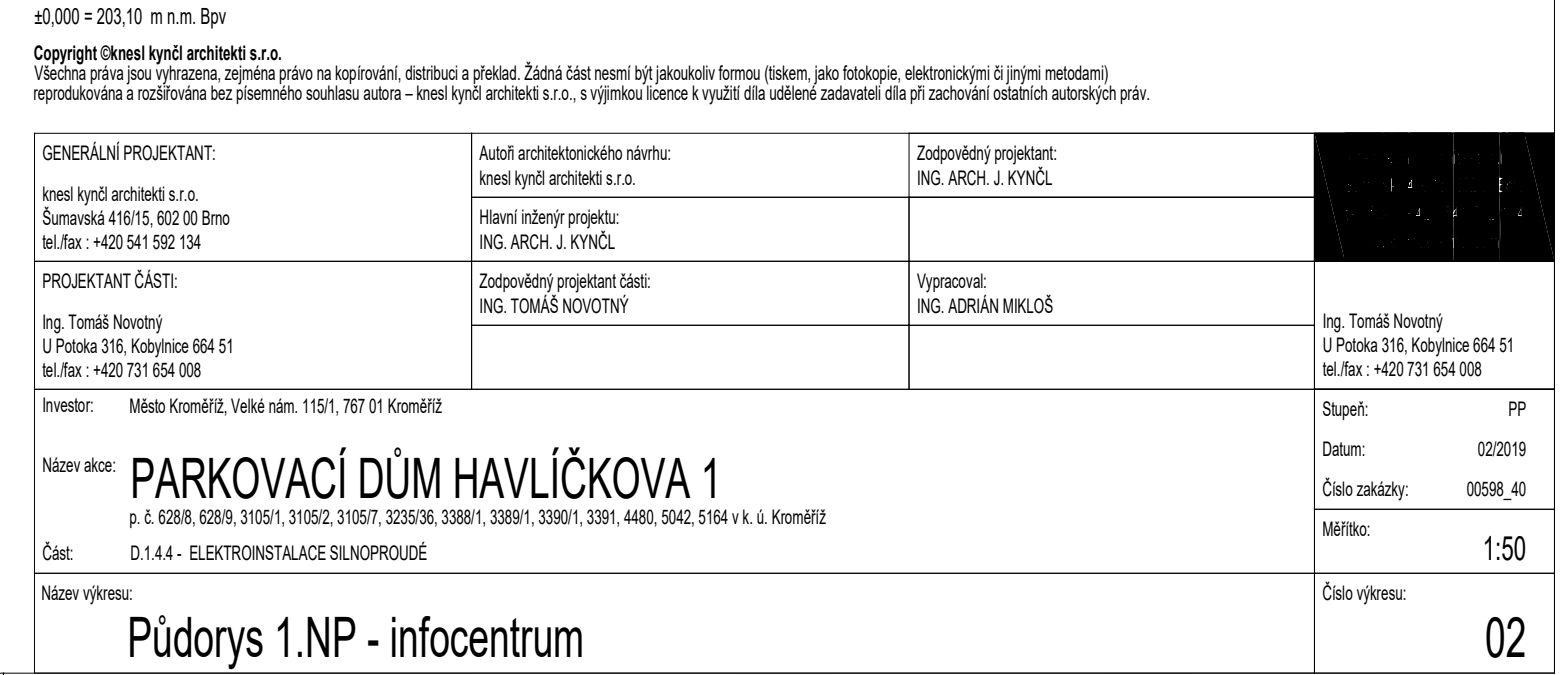 ±0,000 = 203,10 m n.m. Bpv
Copyright ©knesl kynčl architekti s.r.o.
Všechna práva jsou vyhrazena, zejména právo na kopírování, distribuci a překlad. Žádná část nesmí být jakoukoliv formou (tiskem, jako fotokopie, elektronickými či jinými metodami)
reprodukována a rozšiřována bez písemného souhlasu autora – knesl kynčl architekti s.r.o., s výjimkou licence k využití díla udělené zadavateli díla při zachování ostatních autorských práv.
GENERÁLNÍ PROJEKTANT:
knesl kynčl architekti s.r.o.
Šumavská 416/15, 602 00 Brno
tel./fax : +420 541 592 134
Autoři architektonického návrhu:
knesl kynčl architekti s.r.o.
Zodpovědný projektant:
ING. ARCH. J. KYNČL
Hlavní inženýr projektu:
ING. ARCH. J. KYNČL
PROJEKTANT ČÁSTI:
Ing. Tomáš Novotný
U Potoka 316, Kobylnice 664 51
tel./fax : +420 731 654 008
Zodpovědný projektant části:
ING. TOMÁŠ NOVOTNÝ
Vypracoval:
ING. ADRIÁN MIKLOŠ
Ing. Tomáš Novotný
U Potoka 316, Kobylnice 664 51
tel./fax : +420 731 654 008
Investor: Město Kroměříž, Velké nám. 115/1, 767 01 Kroměříž
Název akce: PARKOVACÍ DŮM HAVLÍČKOVA 1
p. č. 628/8, 628/9, 3105/1, 3105/2, 3105/7, 3235/36, 3388/1, 3389/1, 3390/1, 3391, 4480, 5042, 5164 v k. ú. Kroměříž
Část: D.1.4.4 - ELEKTROINSTALACE SILNOPROUDÉ
Stupeň: PP
Datum: 02/2019
Číslo zakázky: 00598_40
Měřítko:
1:50
Název výkresu:
Půdorys 1.NP - infocentrum
Číslo výkresu:
02